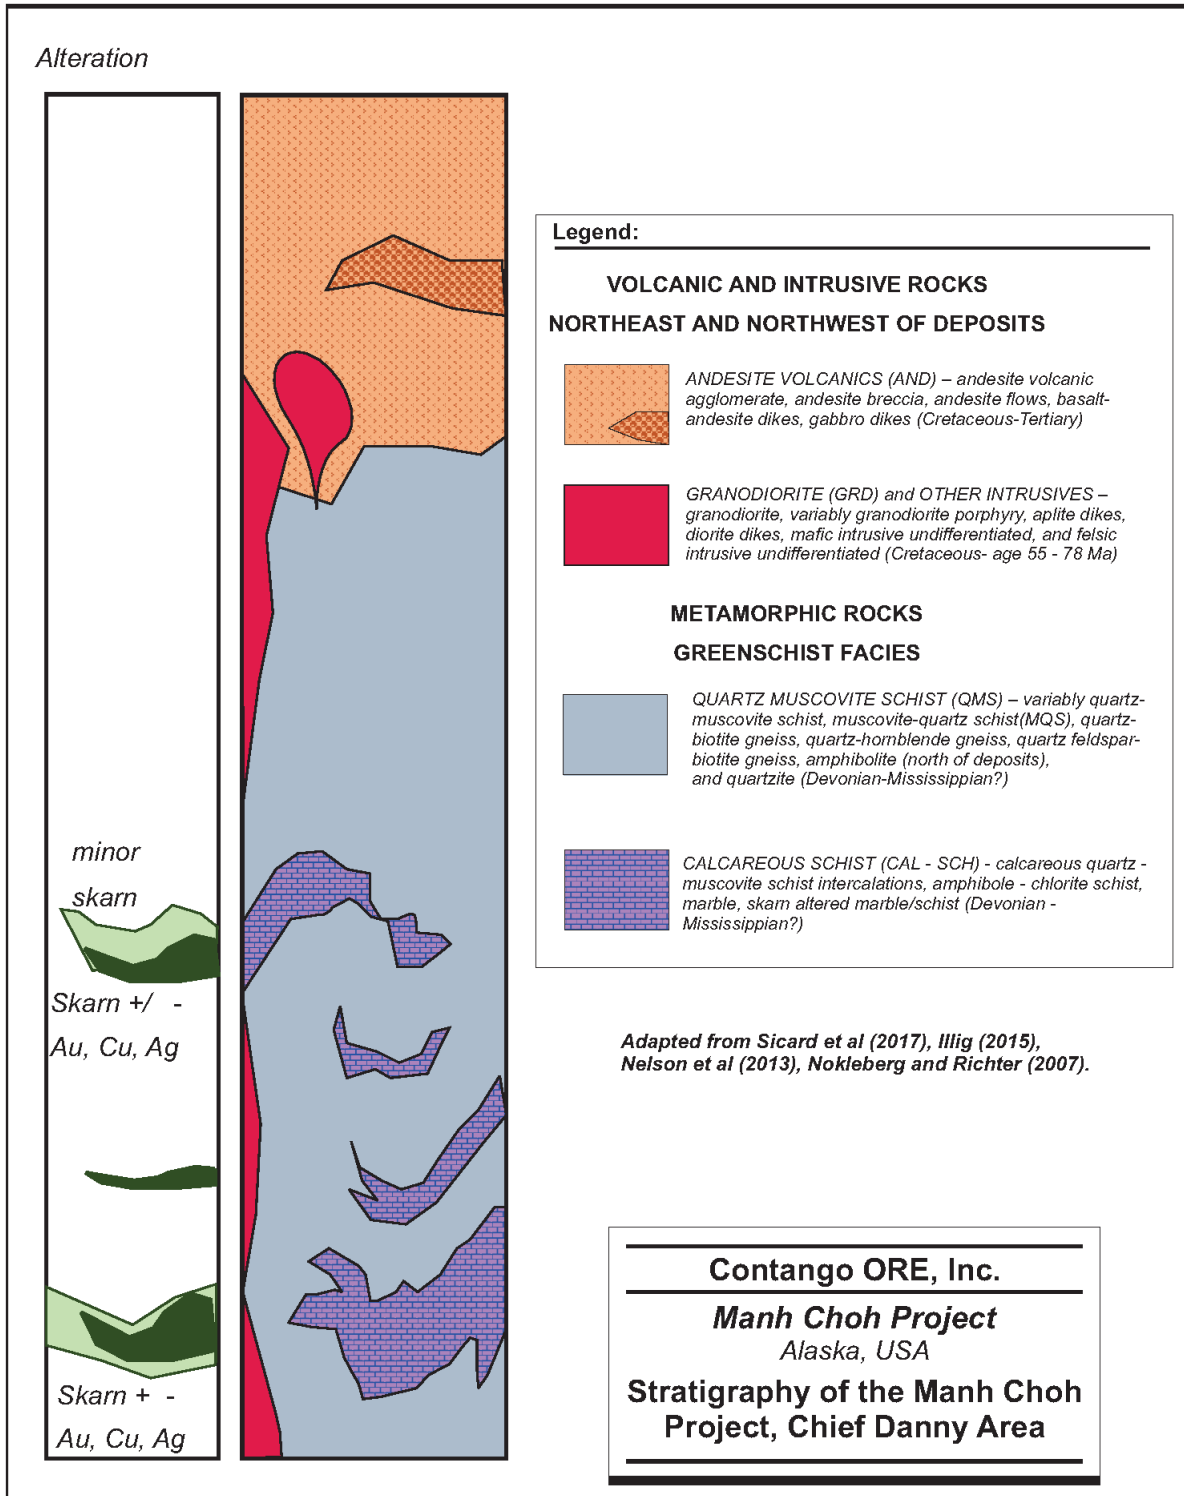 Alteration
minor
skarn
Skarn +/ -
Au, Cu, Ag
Skarn + -
Au, Cu, Ag
Legend:
VOLCANIC AND INTRUSIVE ROCKS
NORTHEAST AND NORTHWEST OF DEPOSITS
ANDESITE VOLCANICS (AND) – andesite volcanic
agglomerate, andesite breccia, andesite flows, basalt-
andesite dikes, gabbro dikes (Cretaceous-Tertiary)
GRANODIORITE (GRD) and OTHER INTRUSIVES –
granodiorite, variably granodiorite porphyry, aplite dikes,
diorite dikes, mafic intrusive undifferentiated, and felsic
intrusive undifferentiated (Cretaceous- age 55 - 78 Ma)
METAMORPHIC ROCKS
GREENSCHIST FACIES
QUARTZ MUSCOVITE SCHIST (QMS) – variably quartz-
muscovite schist, muscovite-quartz schist(MQS), quartz-
biotite gneiss, quartz-hornblende gneiss, quartz feldspar-
biotite gneiss, amphibolite (north of deposits),
and quartzite (Devonian-Mississippian?)
CALCAREOUS SCHIST (CAL - SCH) - calcareous quartz -
muscovite schist intercalations, amphibole - chlorite schist,
marble, skarn altered marble/schist (Devonian -
Mississippian?)
Adapted from Sicard et al (2017), Illig (2015),
Nelson et al (2013), Nokleberg and Richter (2007).
Contango ORE, Inc.
Manh Choh Project
Alaska, USA
Stratigraphy of the Manh Choh
Project, Chief Danny Area